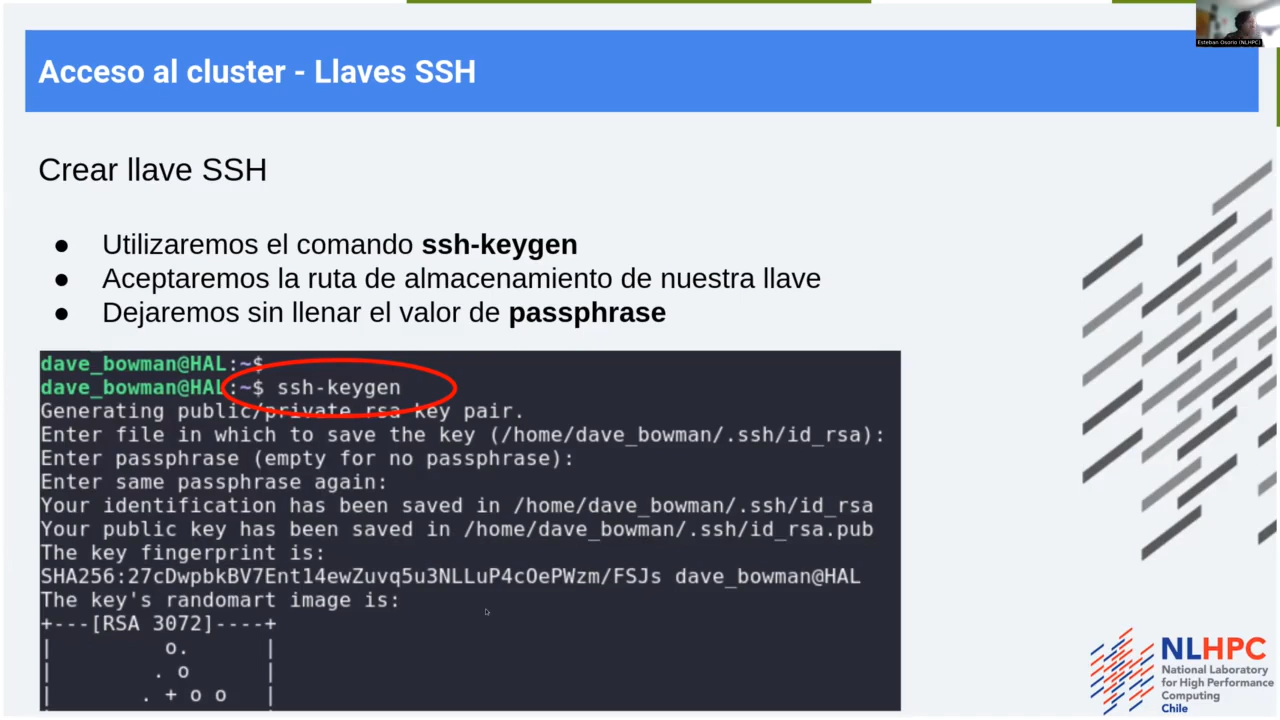 Esteban Osorio (NLHPC)
Acceso al cluster - Llaves SSH
Crear llave SSH
● Utilizaremos el comando ssh-keygen
● Aceptaremos la ruta de almacenamiento de nuestra llave
● Dejaremos sin llenar el valor de passphrase
dave_bowman@HAL:~$
dave_bowman@HAL:~$ ssh-keygen
Generating public/private rsa key pair.
Enter file in which to save the key (/home/dave_bowman/.ssh/id_rsa):
Enter passphrase (empty for no passphrase):
Enter same passphrase again:
Your identification has been saved in /home/dave_bowman/.ssh/id_rsa
Your public key has been saved in /home/dave_bowman/.ssh/id_rsa.pub
The key fingerprint is:
SHA256:27cDwpbkBV7Ent14ewZuvq5u3NLLuP4cOePWzm/FSJs dave_bowman@HAL
The key's randomart image is:
+---[RSA 3072]----+
|          o.       |
|         . o       |
|        . + o o    |
NLHPC
National Laboratory
for High Performance
Computing
Chile